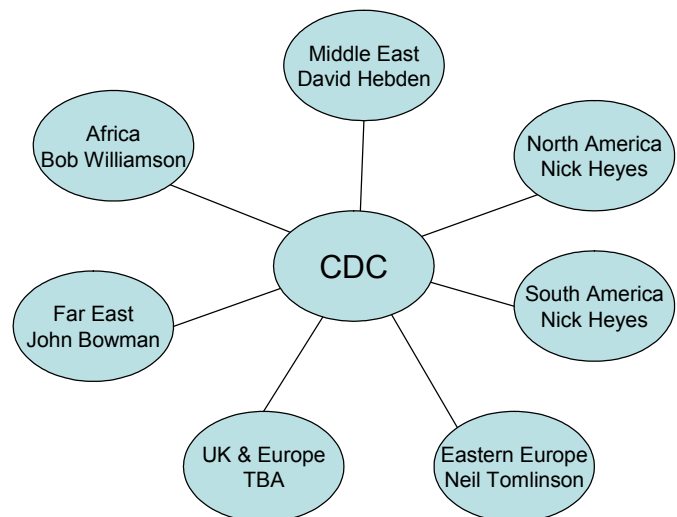 Middle East
David Hebden
Africa
Bob Williamson
North America
Nick Heyes
CDC
South America
Nick Heyes
Far East
John Bowman
UK & Europe
TBA
Eastern Europe
Neil Tomlinson